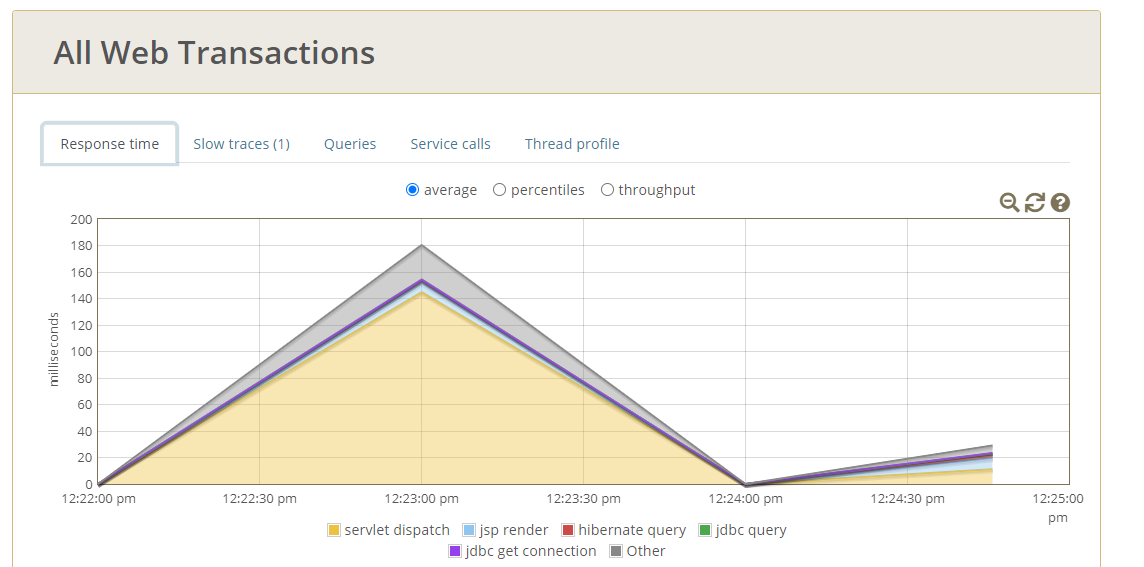 All Web Transactions
Response time Slow traces (1) Queries Service calls Thread profile
average percentiles throughput
200
180
160
140
120
100
80
60
40
20
0
milliseconds
12:22:00 pm 12:22:30 pm 12:23:00 pm 12:23:30 pm 12:24:00 pm 12:24:30 pm 12:25:00
pm
servlet dispatch jsp render hibernate query jdbc query
jdbc get connection Other